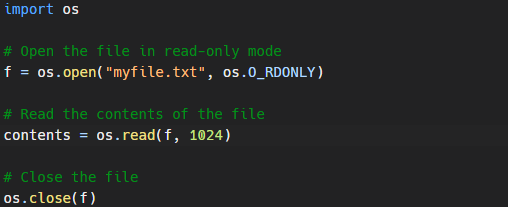 import os
# Open the file in read-only mode
f = os.open("myfile.txt", os.O_RDONLY)
# Read the contents of the file
contents = os.read(f, 1024)
# Close the file
os.close(f)